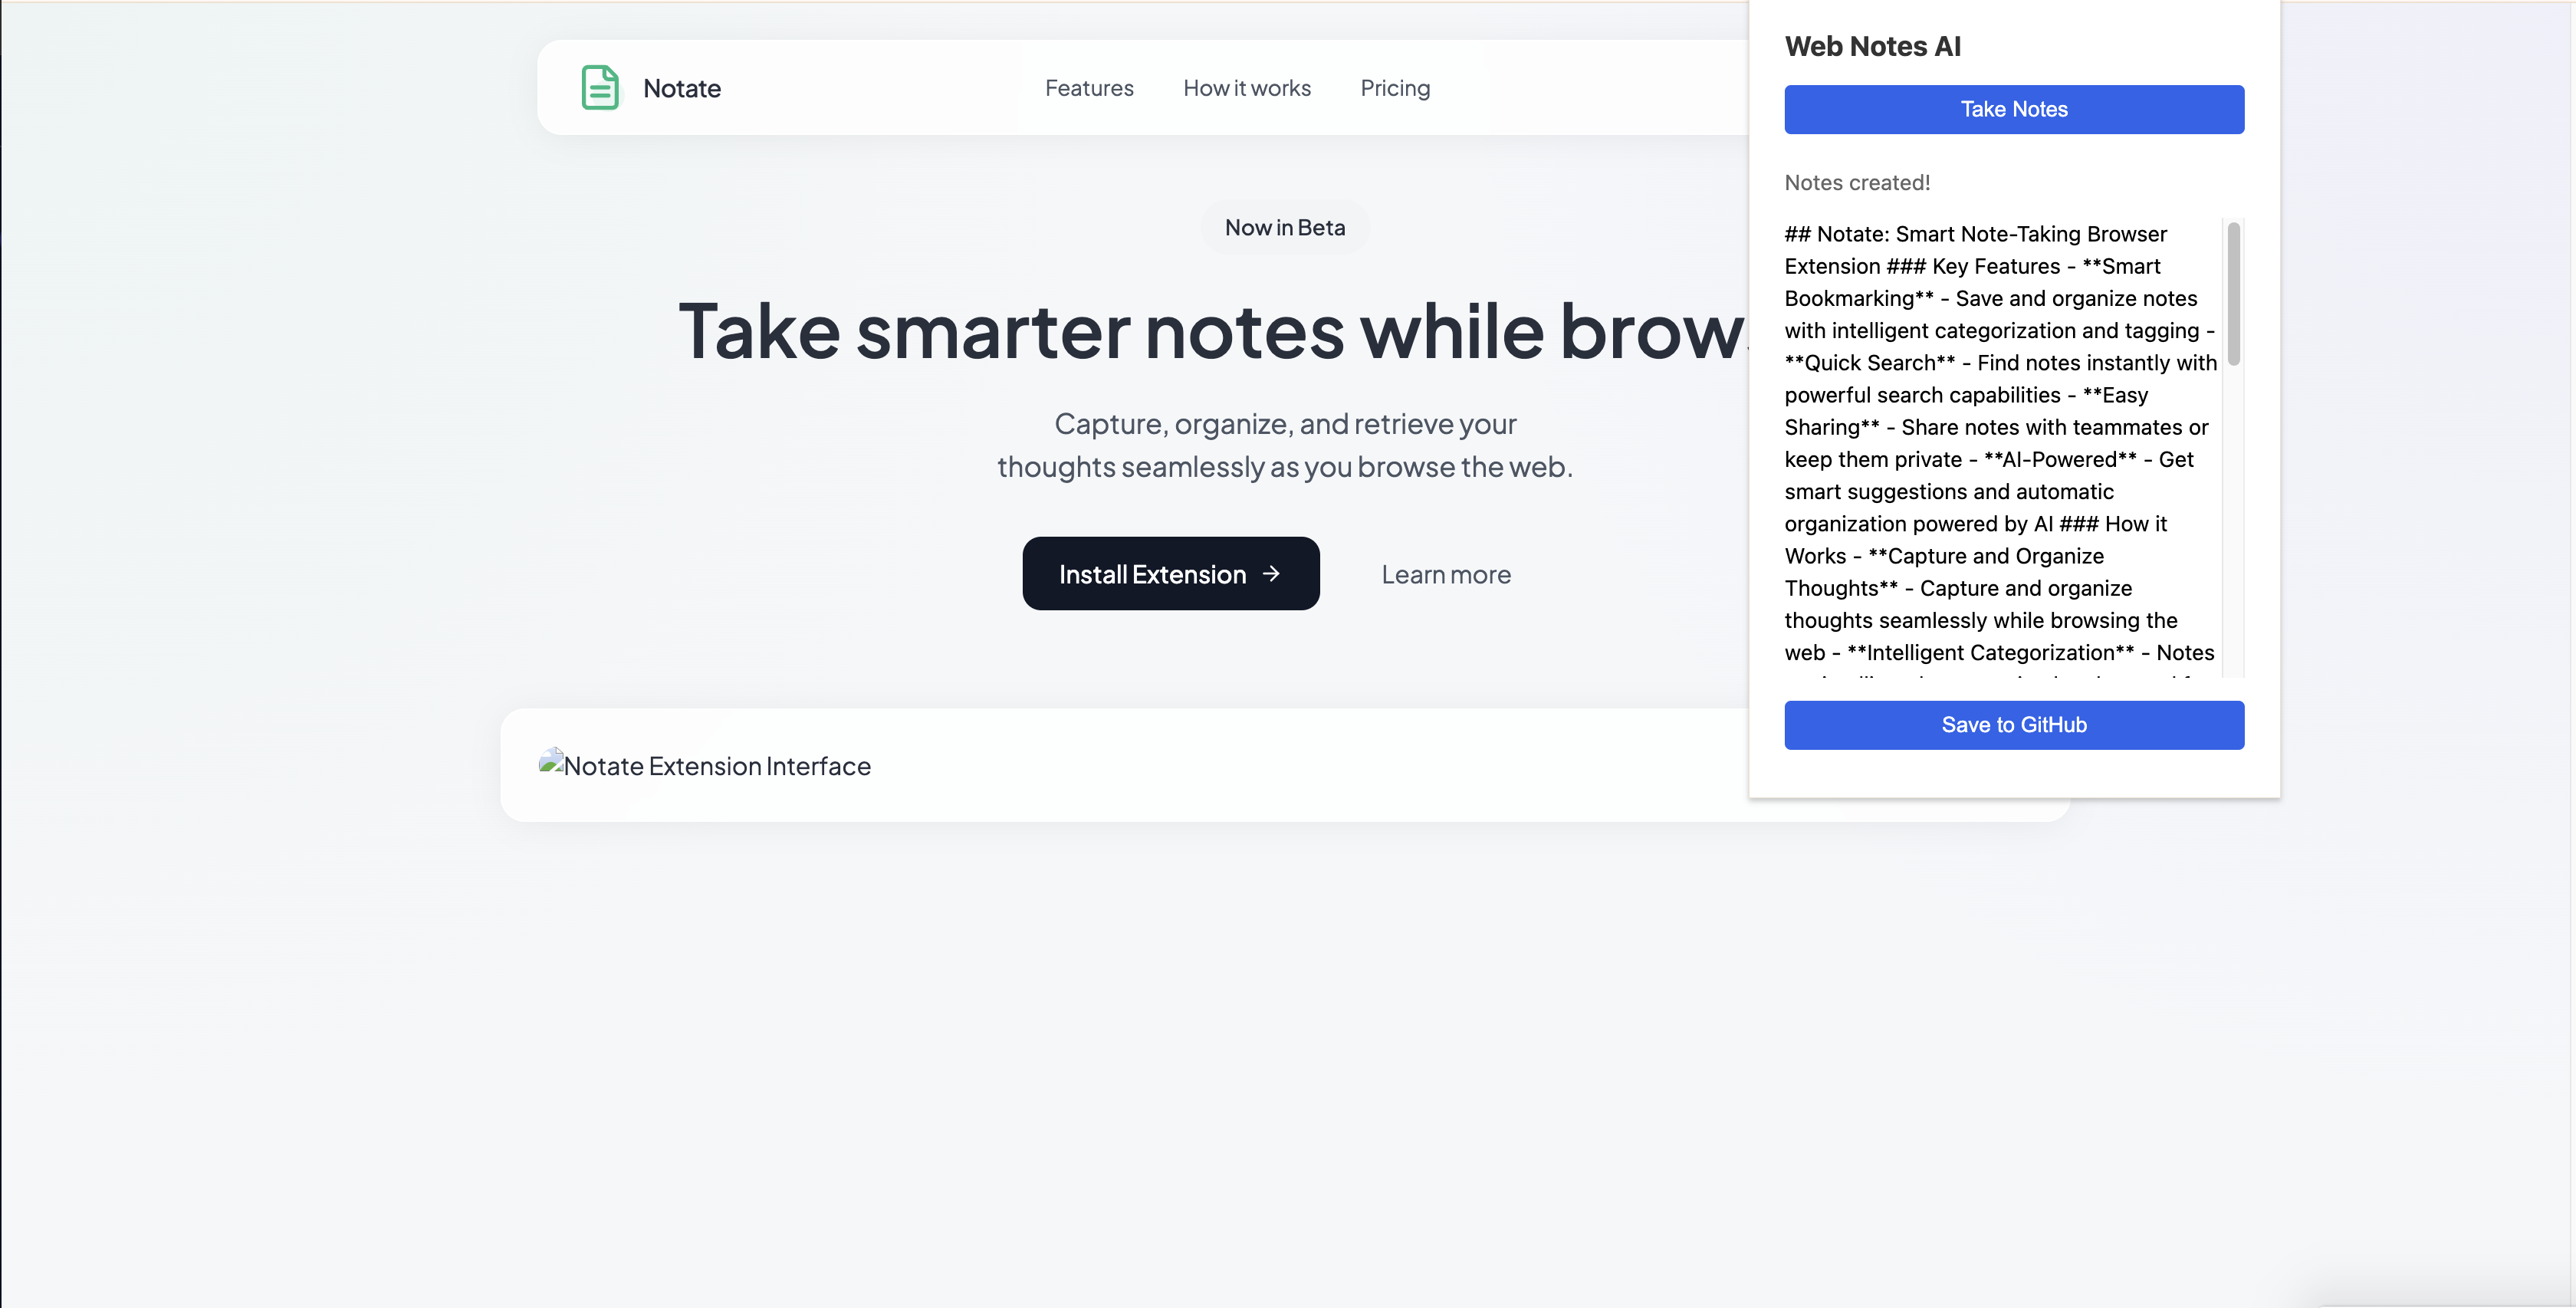 Notate
Features
How it works
Pricing
Now in Beta
Take smarter notes while
Capture, organize, and retrieve your
thoughts seamlessly as you browse the web.
Install Extension →
Learn more
Notate Extension Interface
Web Notes AI
Take Notes
Notes created!
## Notate: Smart Note-Taking Browser
Extension ### Key Features - **Smart
Bookmarking** - Save and organize notes
with intelligent categorization and tagging -
**Quick Search** - Find notes instantly with
powerful search capabilities - **Easy
Sharing** - Share notes with teammates or
keep them private - **AI-Powered** - Get
smart suggestions and automatic
organization powered by AI ### How it
Works - **Capture and Organize
Thoughts** - Capture and organize
thoughts seamlessly while browsing the
web - **Intelligent Categorization** - Notes
Save to GitHub